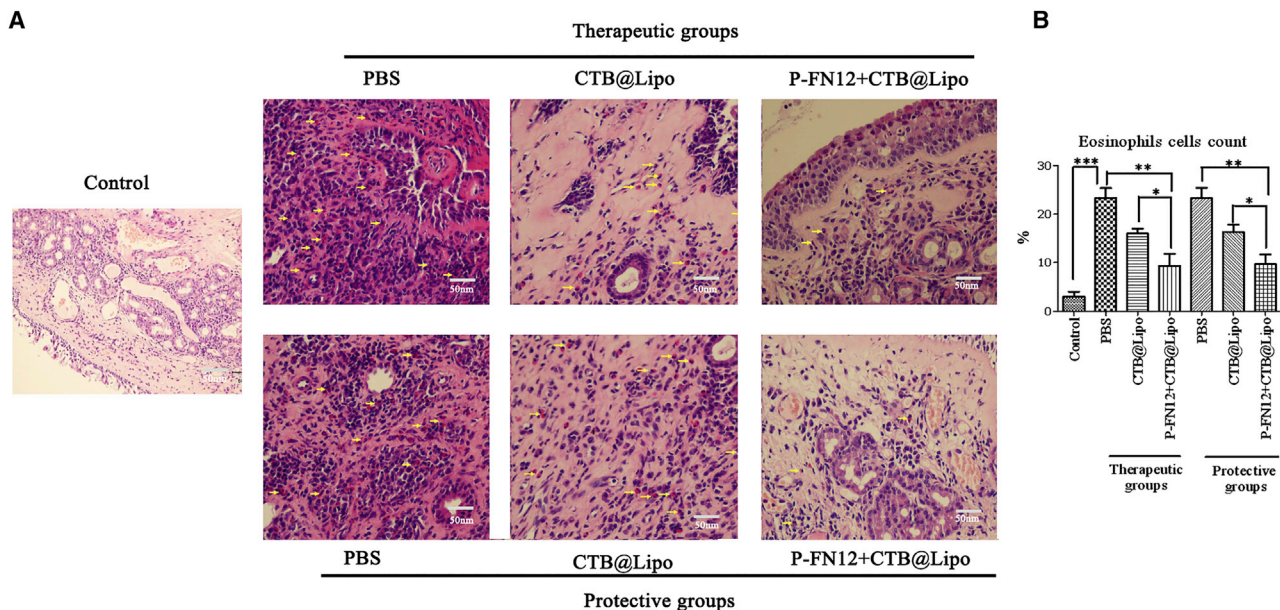 A
Therapeutic groups
PBS
CTB@Lipo
P-FN12+CTB@Lipo
Control
50nm
50nm
50nm
50nm
50nm
50nm
PBS
CTB@Lipo
P-FN12+CTB@Lipo
Protective groups
B
Eosinophils cells count
%
30
20
10
0
***
**
*
**
*
Control
PBS
CTB@Lipo
P-FN12+CTB@Lipo
PBS
CTB@Lipo
P-FN12+CTB@Lipo
Therapeutic
groups
Protective
groups